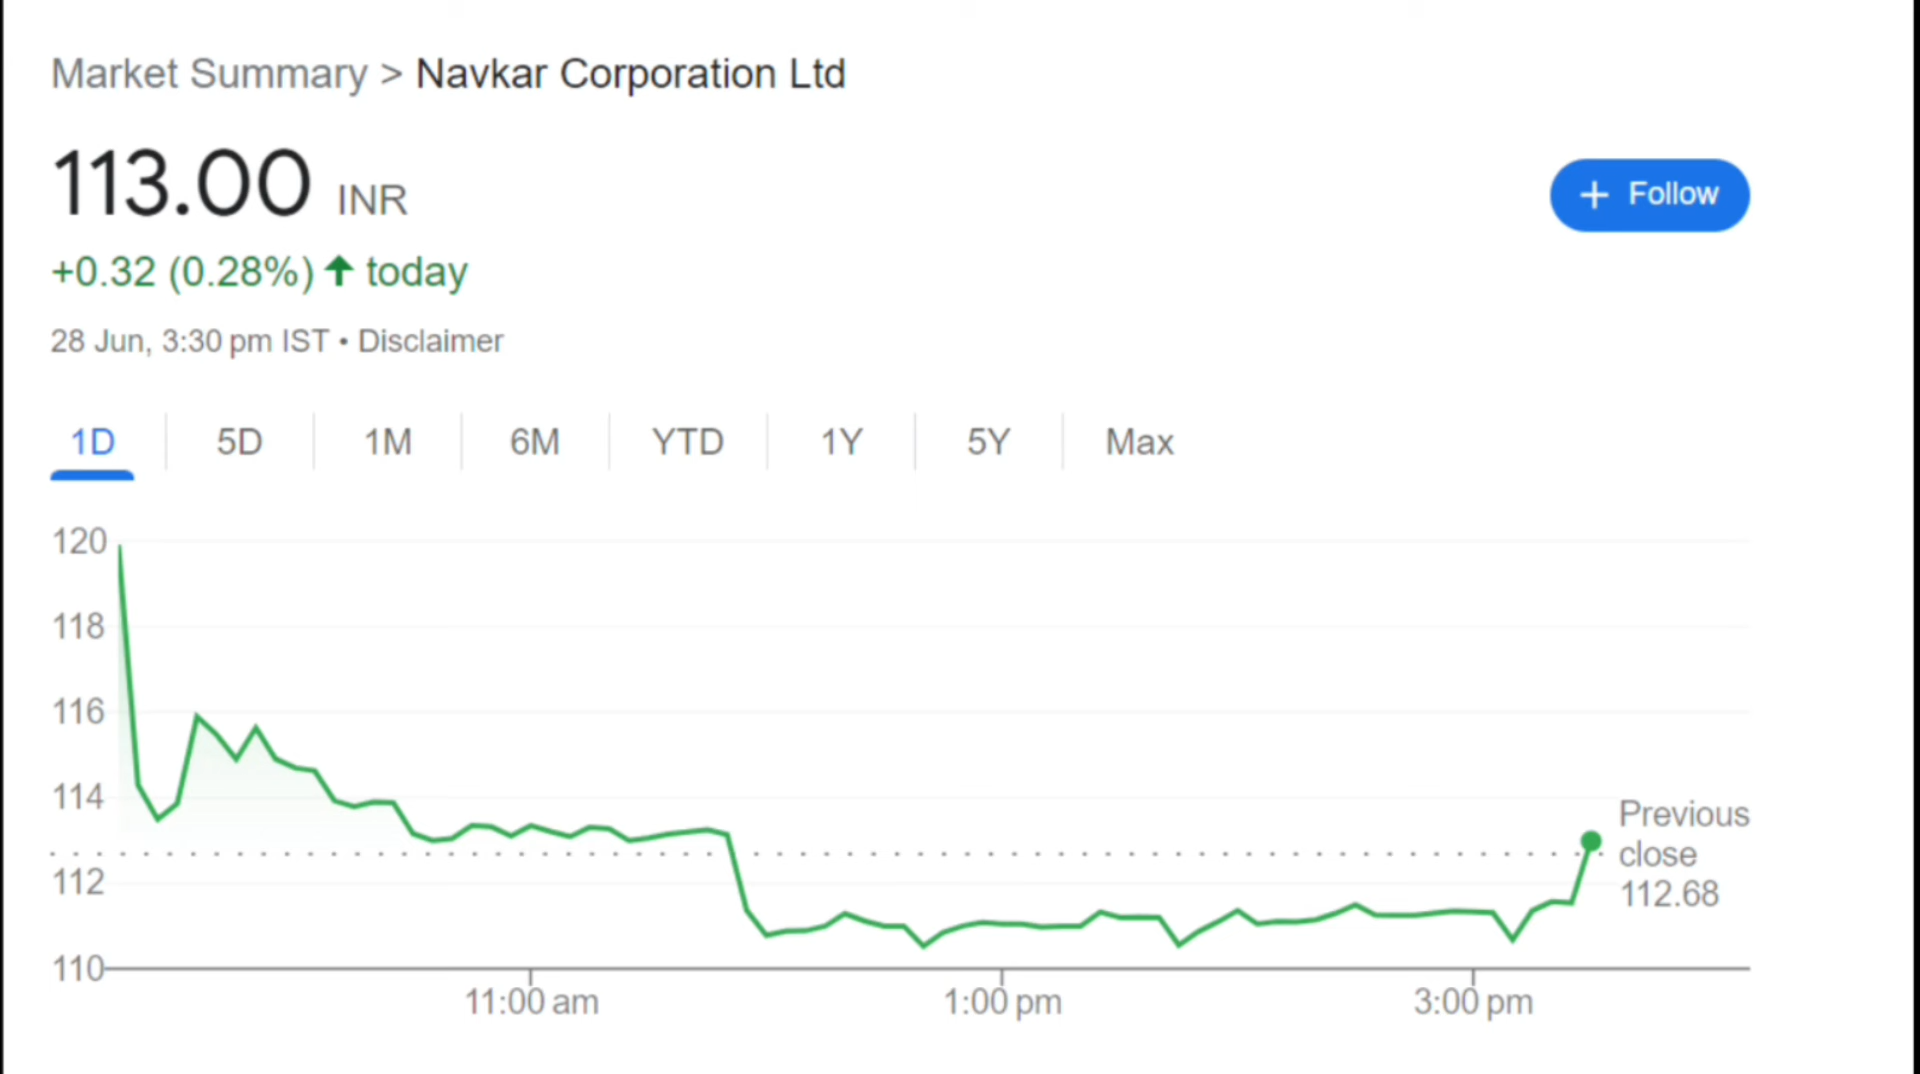 Market Summary > Navkar Corporation Ltd
113.00 INR
+ Follow
+0.32 (0.28%) ↑ today
28 Jun, 3:30 pm IST • Disclaimer
1D 5D 1M 6M YTD 1Y 5Y Max
120
118
116
114
112
110
Previous
close
112.68
11:00 am 1:00 pm 3:00 pm